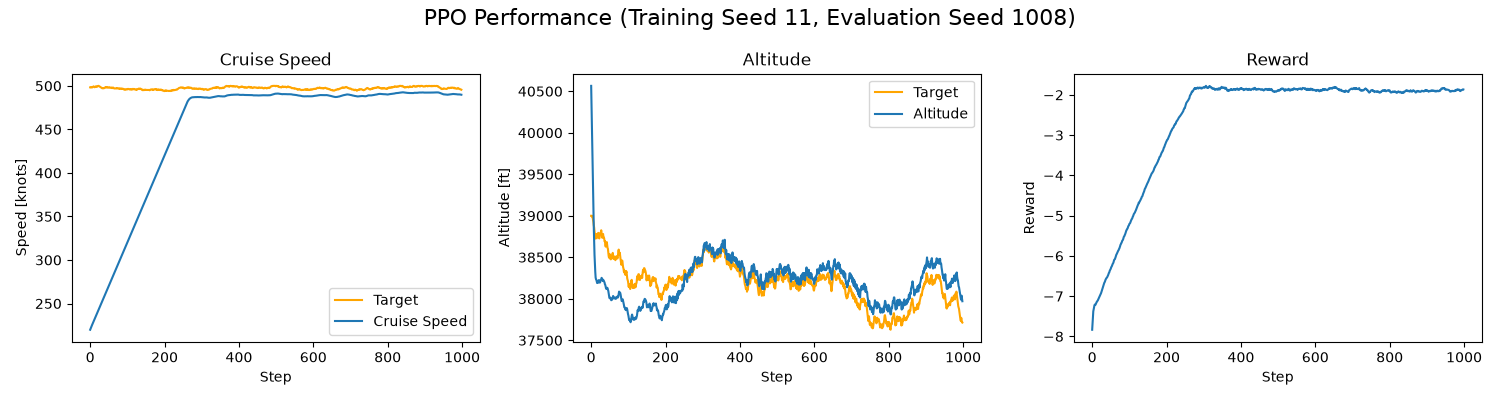 PPO Performance (Training Seed 11, Evaluation Seed 1008)
Cruise Speed
Speed [knots]
500
450
400
350
300
250
0 200 400 600 800 1000
Step
Target
Cruise Speed
Altitude
Altitude [ft]
40500
40000
39500
39000
38500
38000
37500
0 200 400 600 800 1000
Step
Target
Altitude
Reward
Reward
−2
−3
−4
−5
−6
−7
−8
0 200 400 600 800 1000
Step